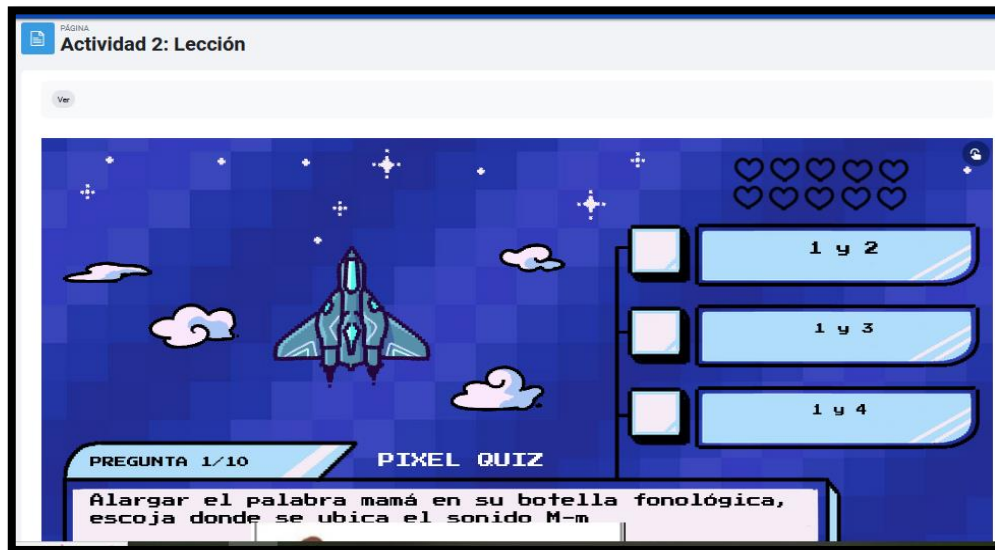 PÁGINA
Actividad 2: Lección
Ver
1 y 2
1 y 3
1 y 4
PREGUNTA 1/10
PIXEL QUIZ
Alargar el palabra mamá en su botella fonológica,
escoja donde se ubica el sonido M-m